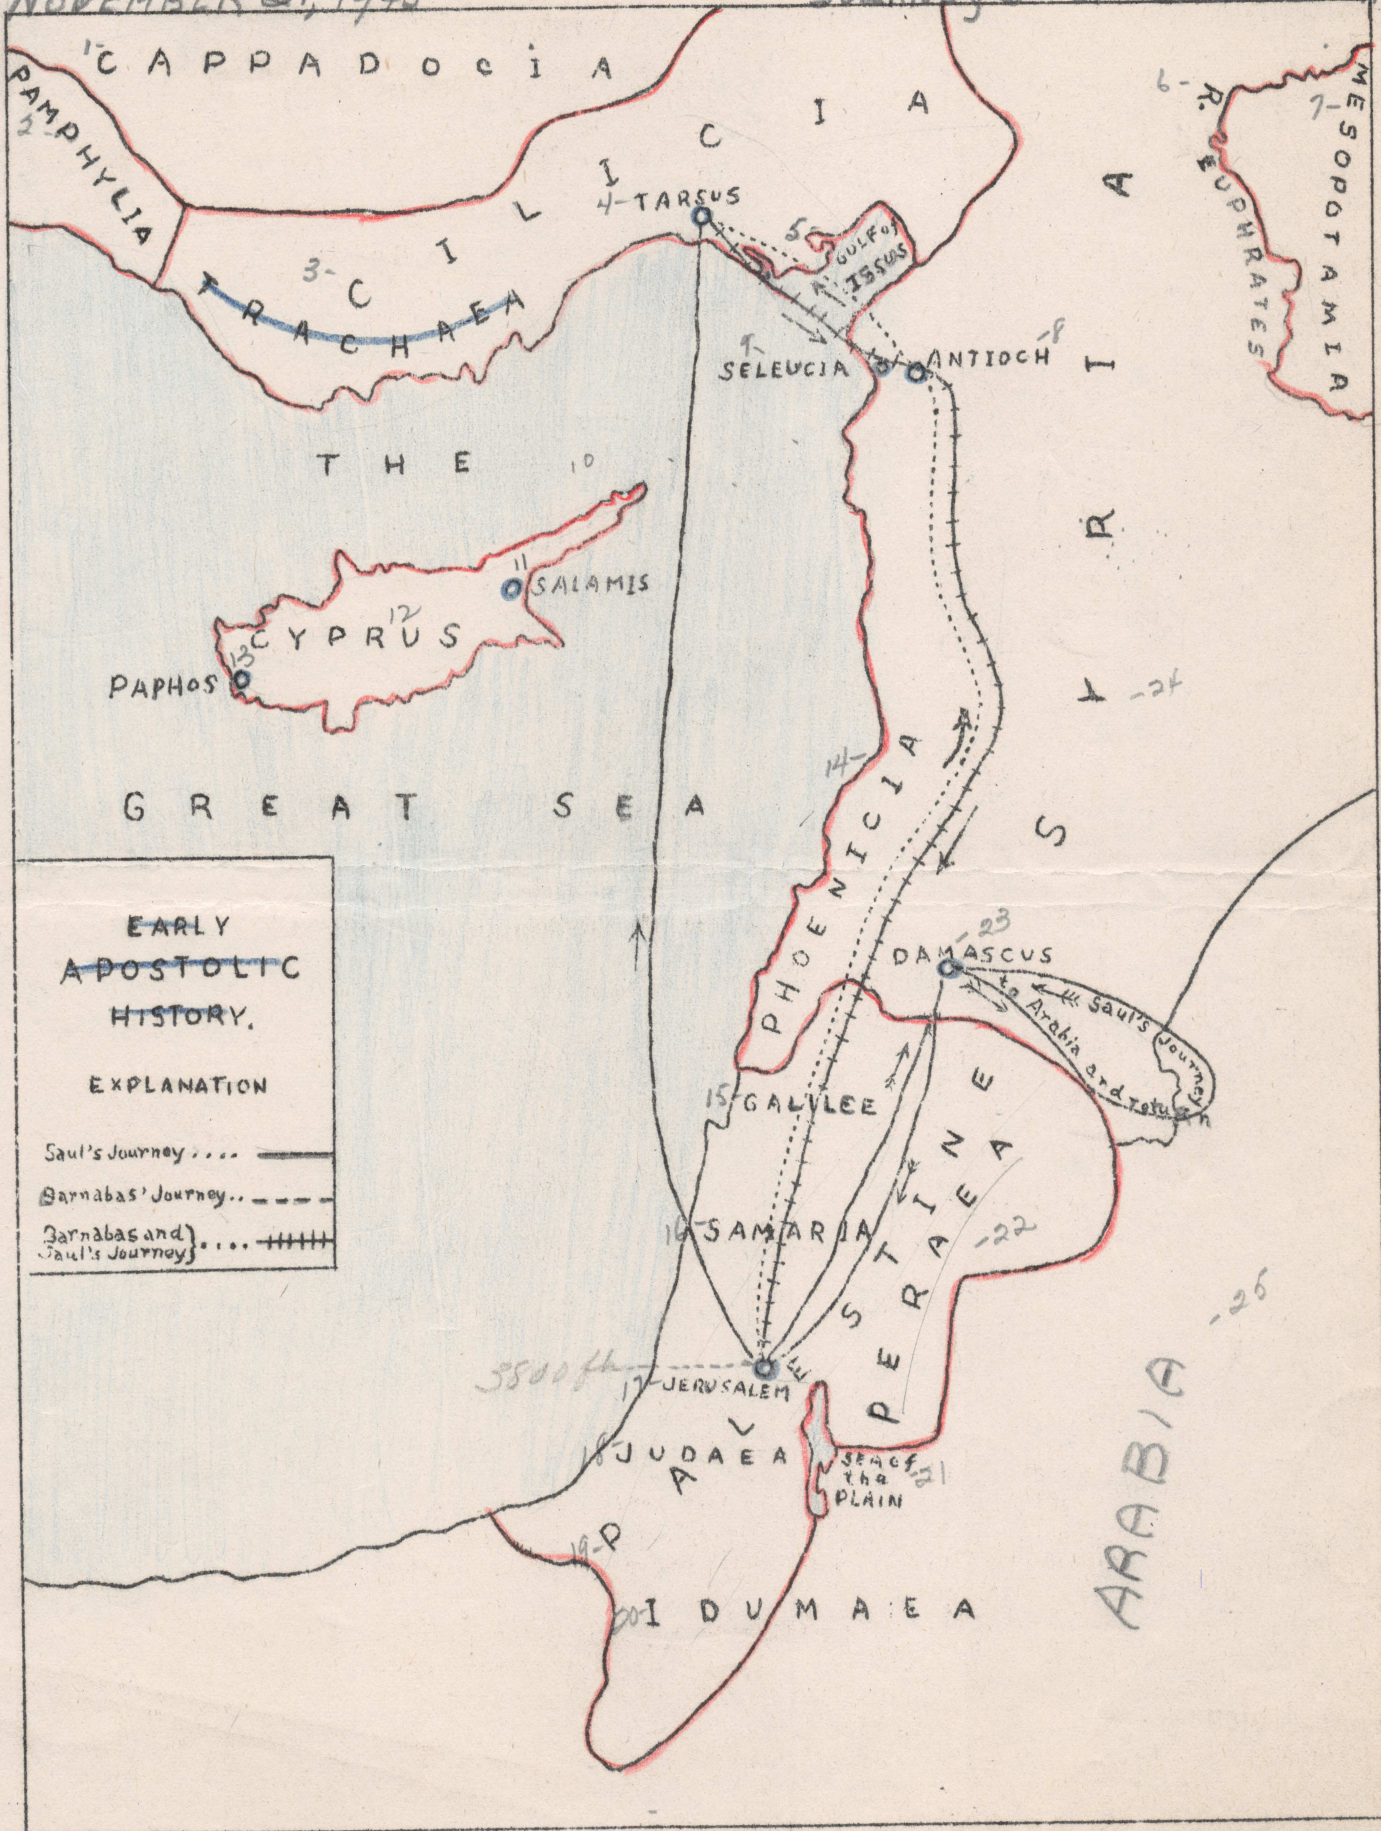 NOVEMBER 21, 19
1-CAPPADOCIA
PAMPHYLIA
2-
3-
CILICIA
TRACHAEA
4-TARSUS
5-
GULF of
ISSUS
6-
R. EUPHRATES
7-
MESOPOTAMIA
9-
SELEUCIA
ANTIOCH
-8
THE
10
11
SALAMIS
12
CYPRUS
13
PAPHOS
SYRIA
-24
14-
PHOENICIA
GREAT SEA
EARLY
APOSTOLIC
HISTORY.
EXPLANATION
Saul's Journey ....
Barnabas' Journey..
Barnabas and
Saul's Journey} ....
-23
DAMASCUS
Saul's Journey
to Arabia and return
15-GALILEE
16-SAMARIA
PALESTINE
PERAEA
-22
3800 ft
17-JERUSALEM
18-JUDAEA
SEA of
the
PLAIN
-21
19-
20-IDUMAEA
-25
ARABIA